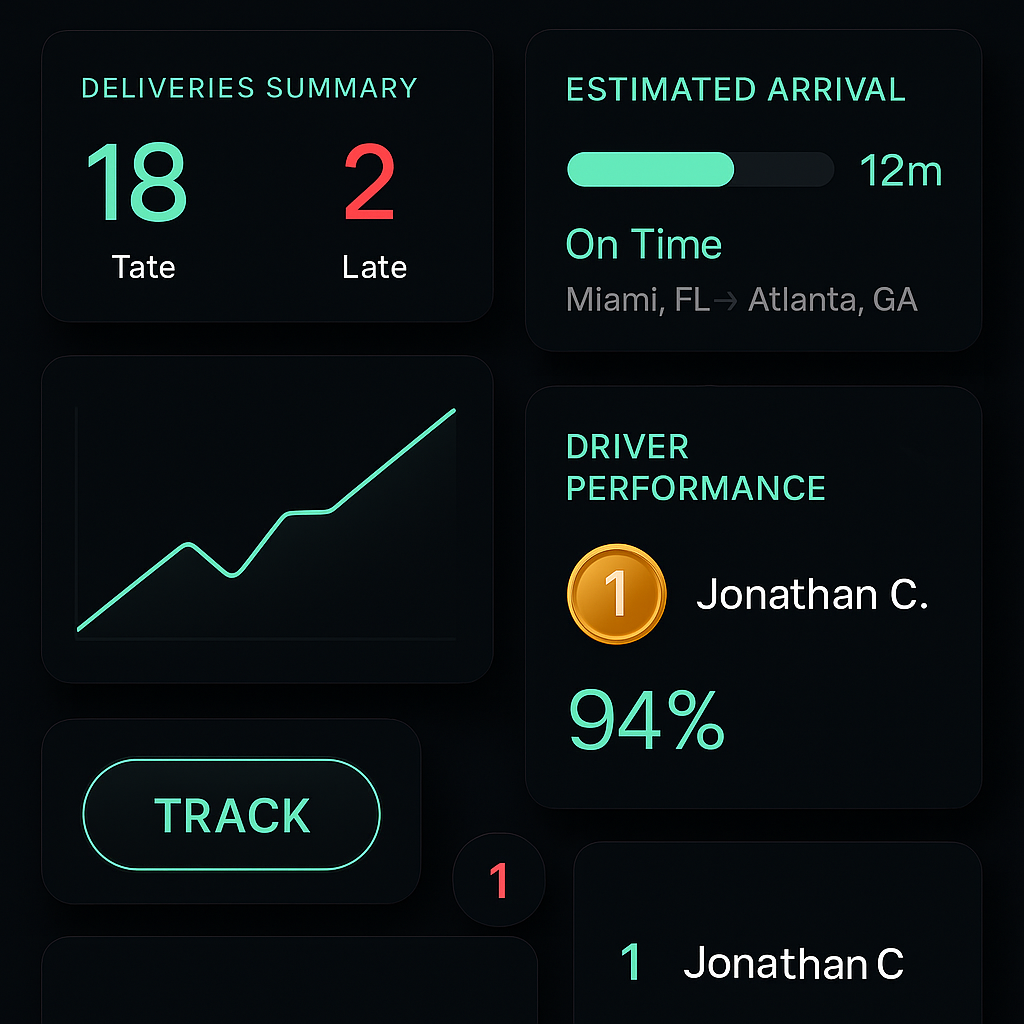 DELIVERIES SUMMARY
18
2
Tate
Late
ESTIMATED ARRIVAL
12m
On Time
Miami, FL→ Atlanta, GA
DRIVER
PERFORMANCE
1
Jonathan C.
94%
TRACK
1
1 Jonathan C